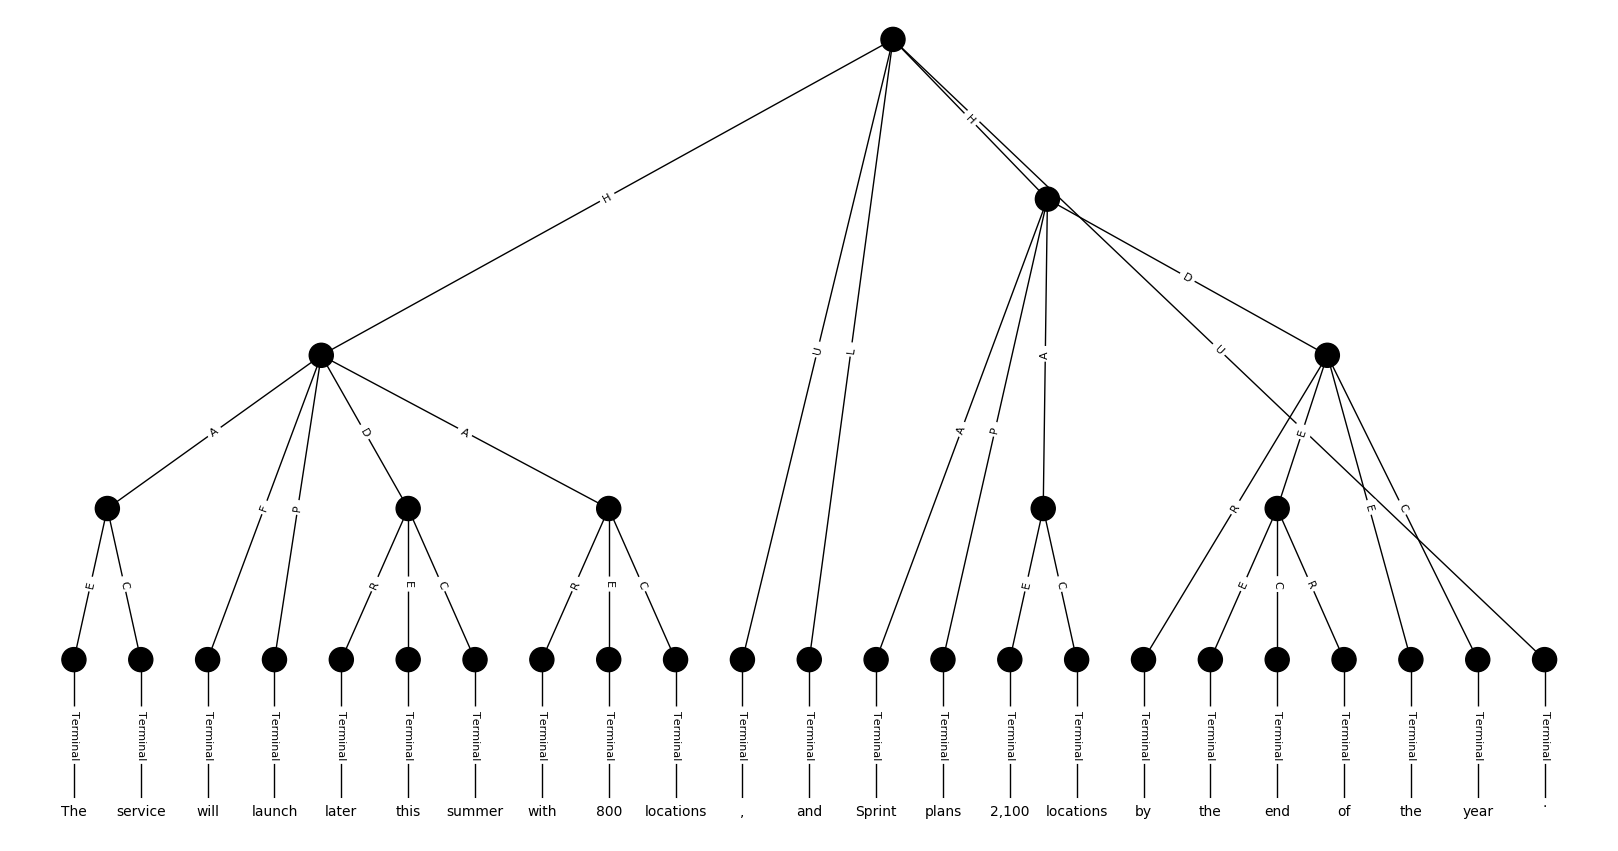 H
H
D
A
U
L
A
P
A
U
A
F
P
D
A
R
E
E
C
E
C
R
E
C
R
E
C
E
C
E
C
R
Terminal Terminal Terminal Terminal Terminal Terminal Terminal Terminal Terminal Terminal Terminal Terminal Terminal Terminal Terminal Terminal Terminal Terminal Terminal Terminal Terminal Terminal Terminal
The service will launch later this summer with 800 locations , and Sprint plans 2,100 locations by the end of the year .